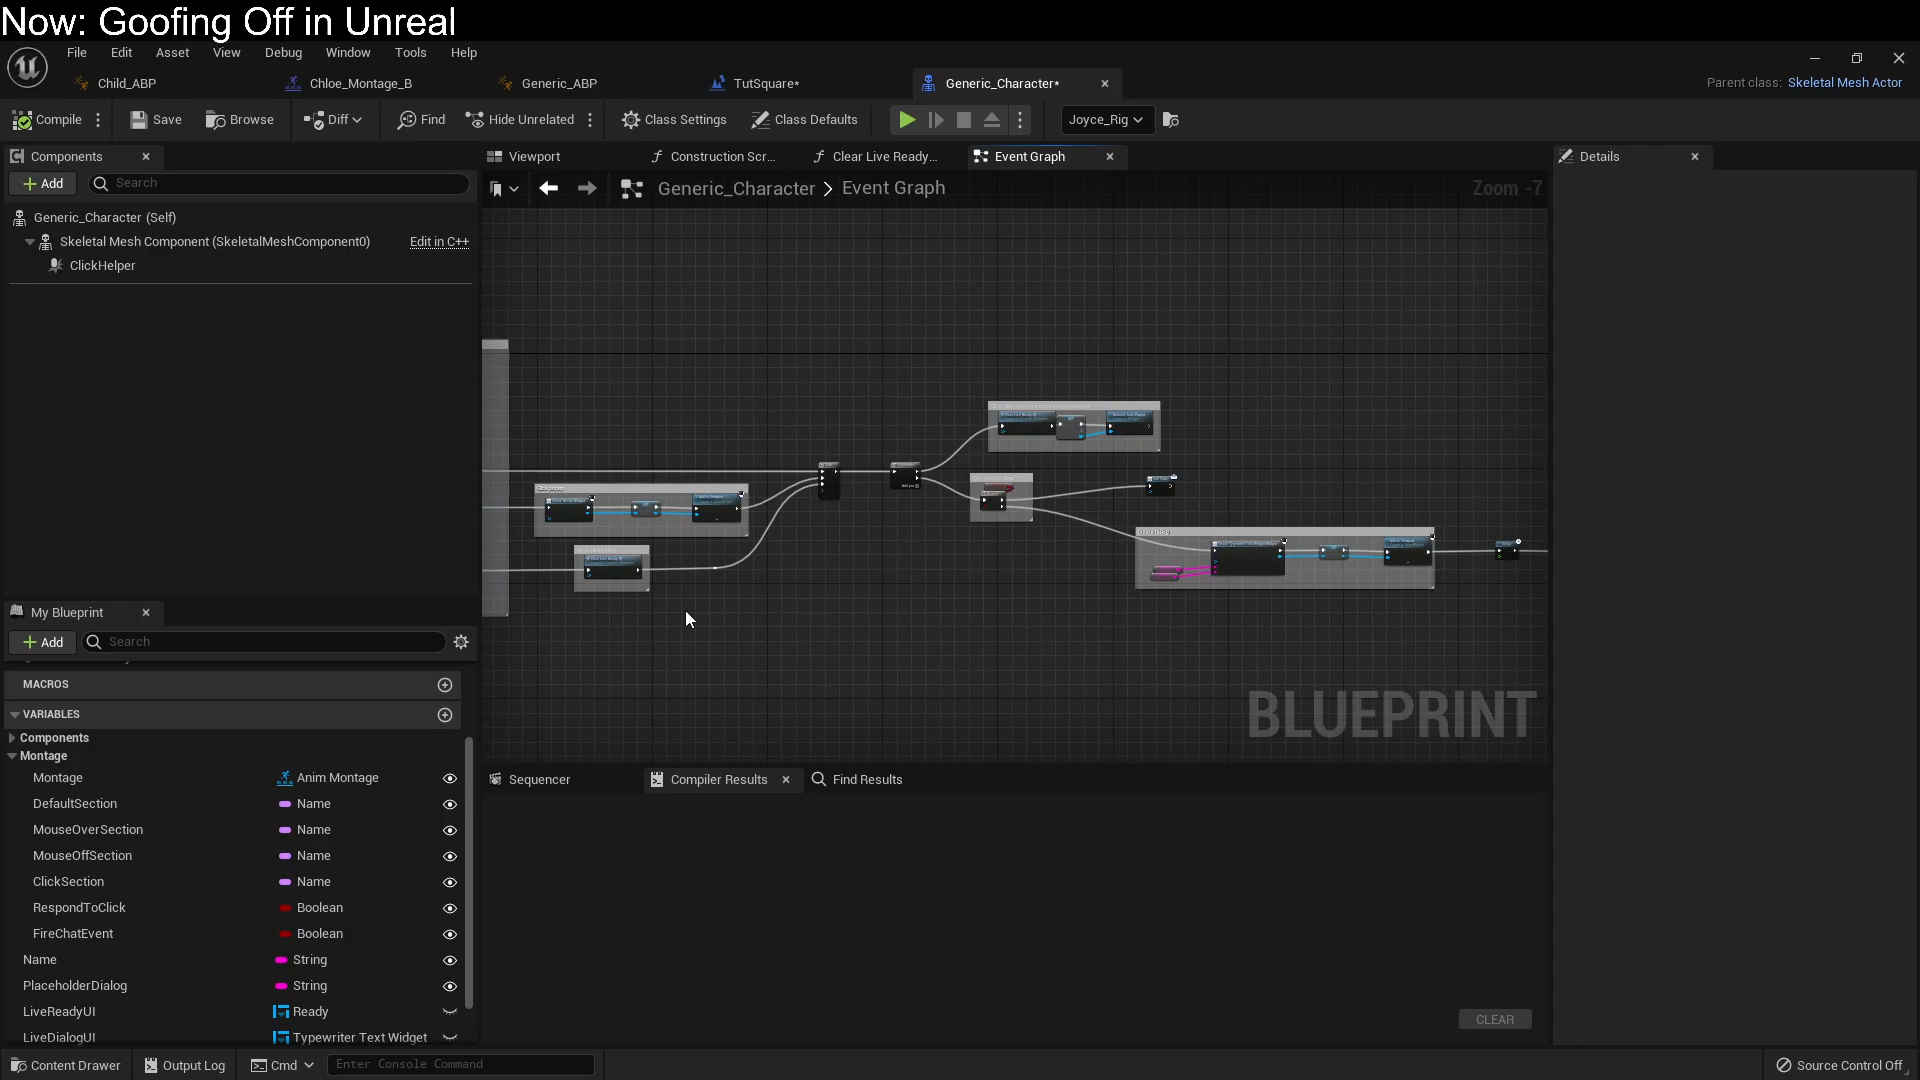 Now: Goofing Off in Unreal
File Edit Asset View Debug Window Tools Help
Child_ABP Chloe_Montage_B Generic_ABP TutSquare* Generic_Character*
Parent class: Skeletal Mesh Actor
Compile Save Browse Diff Find Hide Unrelated Class Settings Class Defaults Joyce_Rig
Components
Add Search
Generic_Character (Self)
Skeletal Mesh Component (SkeletalMeshComponent0) Edit in C++
ClickHelper
Viewport Construction Scr... Clear Live Ready... Event Graph
Generic_Character > Event Graph
Zoom -7
BLUEPRINT
Details
My Blueprint
Add Search
MACROS
VARIABLES
Components
Montage
Montage Anim Montage
DefaultSection Name
MouseOverSection Name
MouseOffSection Name
ClickSection Name
RespondToClick Boolean
FireChatEvent Boolean
Name String
PlaceholderDialog String
LiveReadyUI Ready
LiveDialogUI Typewriter Text Widget
Sequencer Compiler Results Find Results
CLEAR
Content Drawer Output Log Cmd Enter Console Command Source Control Off